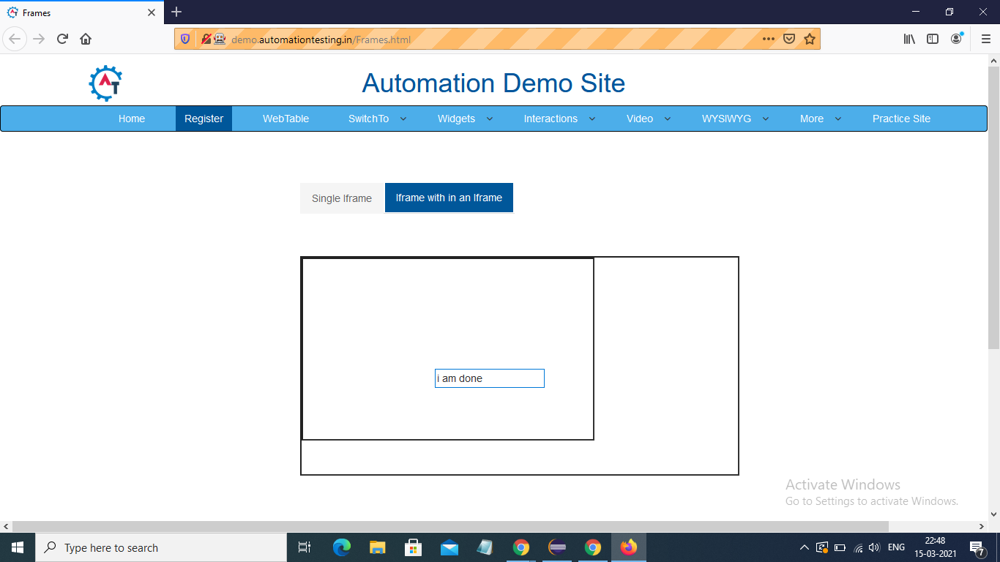 Frames
demo.automationtesting.in/Frames.html
AT
Automation Demo Site
Home Register WebTable SwitchTo Widgets Interactions Video WYSIWYG More Practice Site
Single Iframe Iframe with in an Iframe
i am done
Activate Windows
Go to Settings to activate Windows.
Type here to search
ENG
22:48
15-03-2021
7